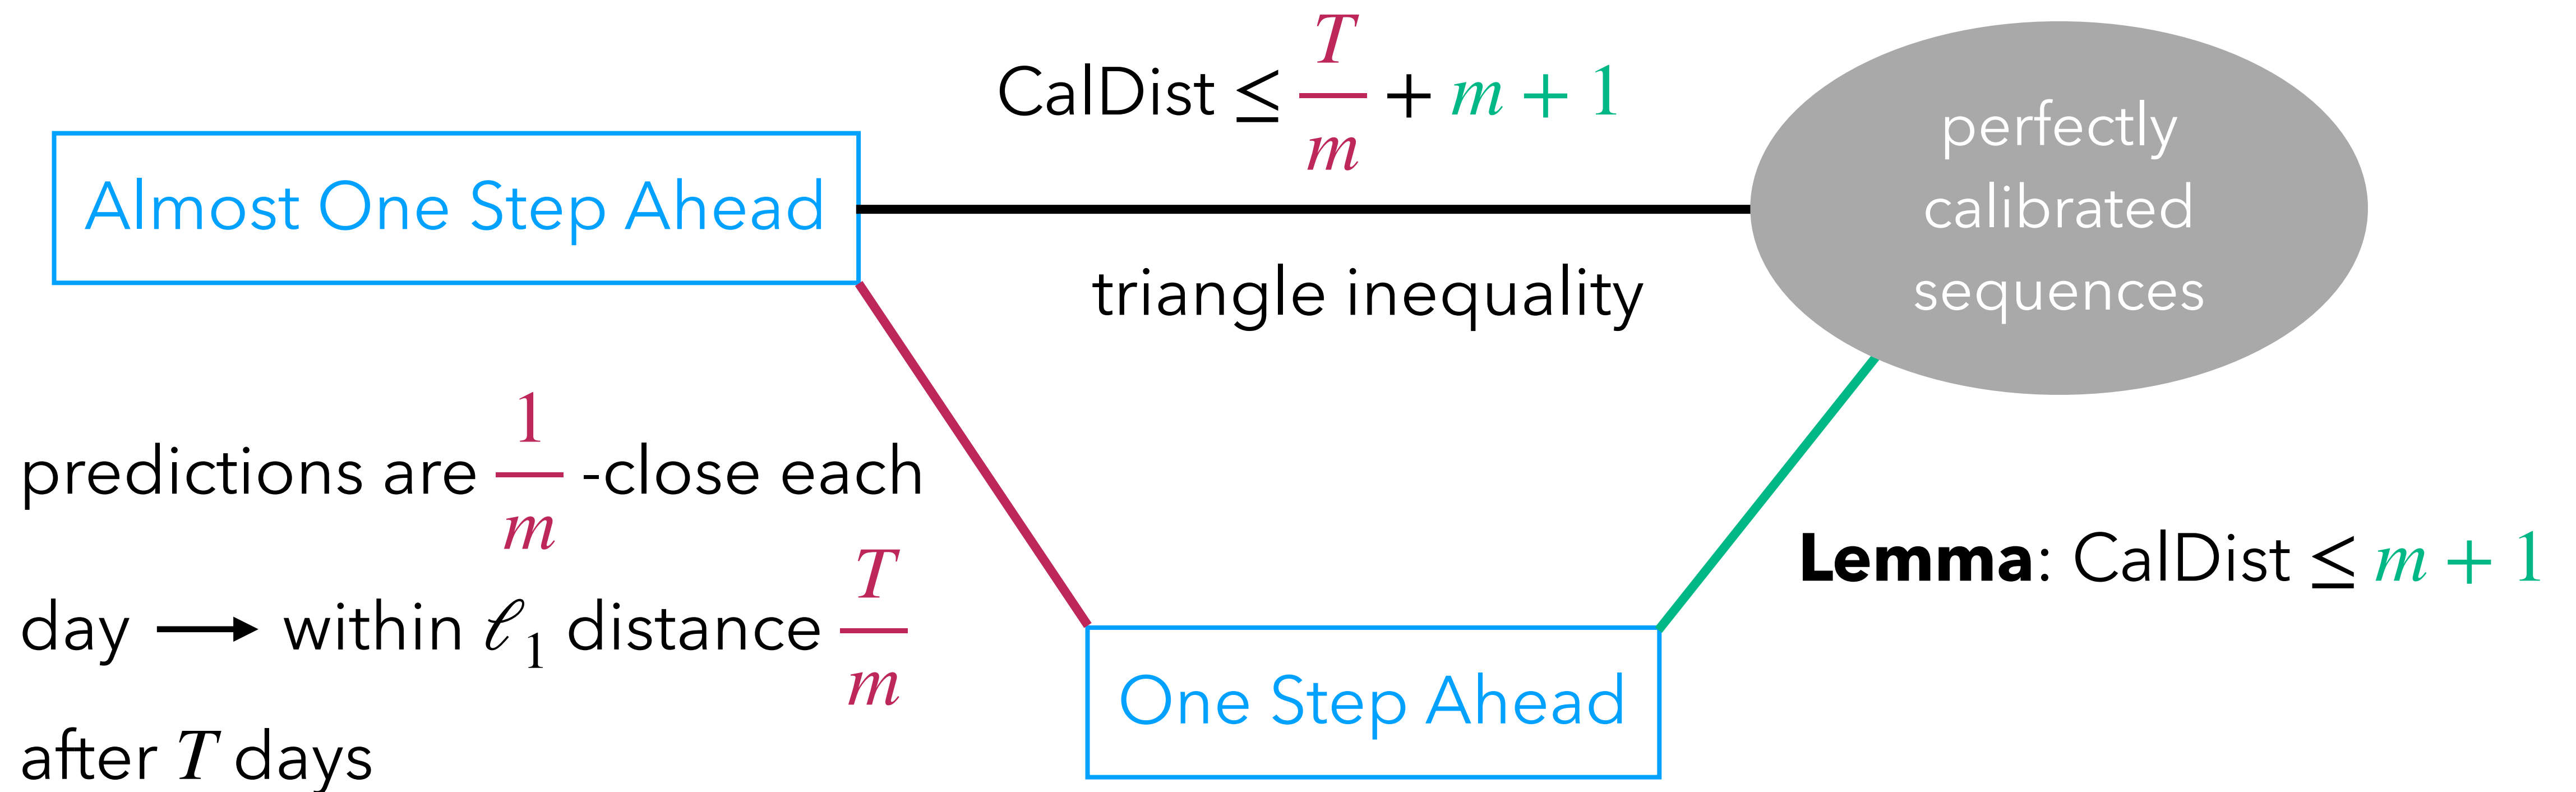 CalDist ≤ T/m + m + 1
Almost One Step Ahead
perfectly
calibrated
sequences
triangle inequality
predictions are 1/m -close each
day ⟶ within ℓ₁ distance T/m
after T days
Lemma: CalDist ≤ m + 1
One Step Ahead